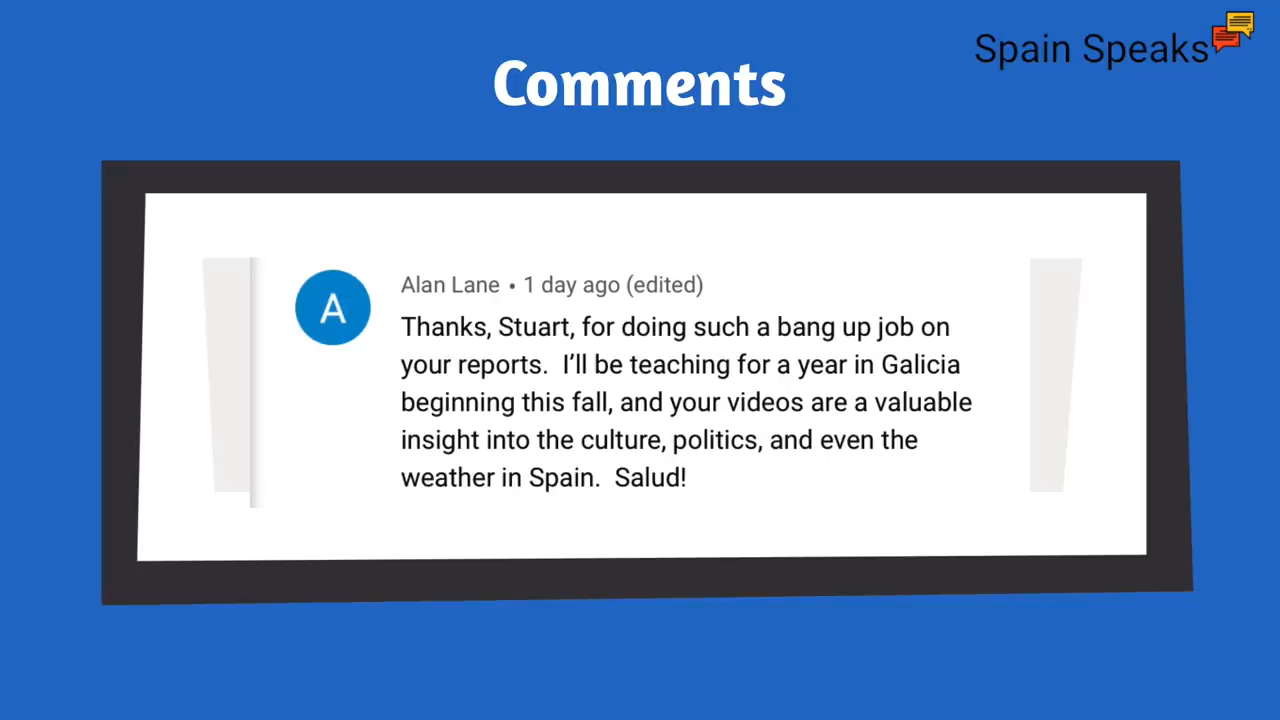 Spain Speaks
Comments
A
Alan Lane • 1 day ago (edited)
Thanks, Stuart, for doing such a bang up job on
your reports.  I’ll be teaching for a year in Galicia
beginning this fall, and your videos are a valuable
insight into the culture, politics, and even the
weather in Spain.  Salud!